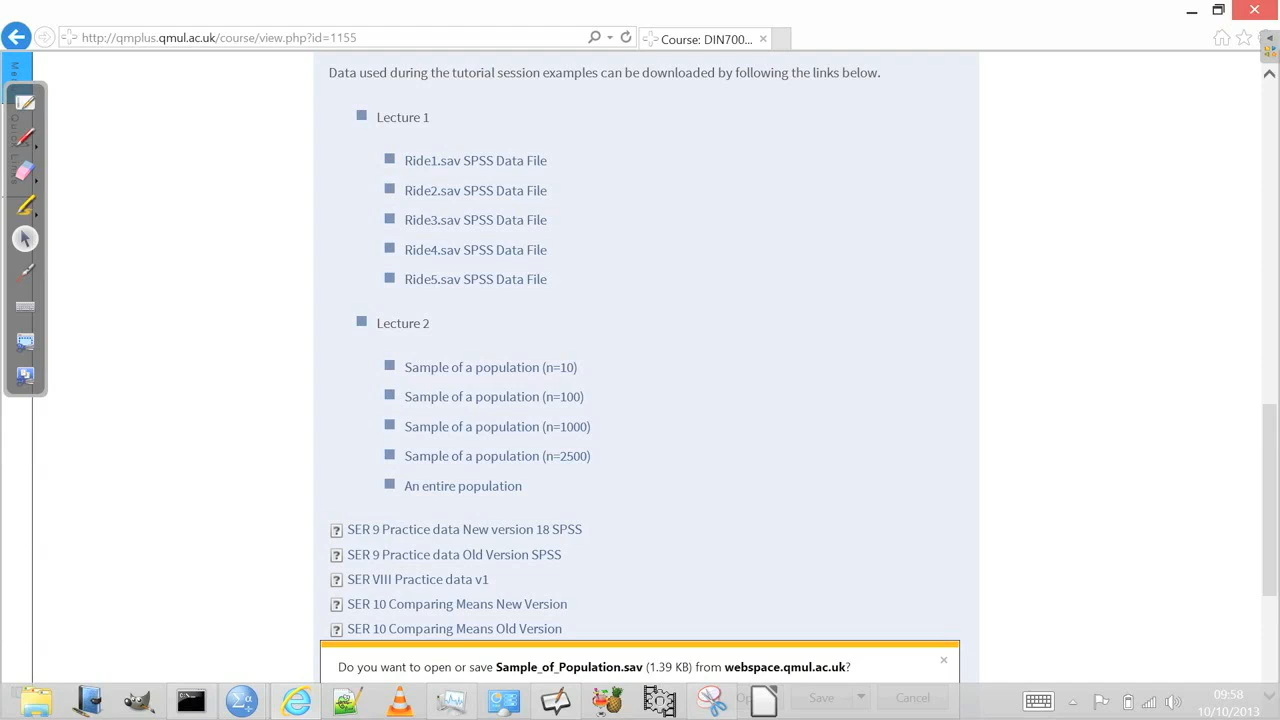 http://qmplus.qmul.ac.uk/course/view.php?id=1155
Course: DIN700...
Quick Links
Data used during the tutorial session examples can be downloaded by following the links below.
Lecture 1
Ride1.sav SPSS Data File
Ride2.sav SPSS Data File
Ride3.sav SPSS Data File
Ride4.sav SPSS Data File
Ride5.sav SPSS Data File
Lecture 2
Sample of a population (n=10)
Sample of a population (n=100)
Sample of a population (n=1000)
Sample of a population (n=2500)
An entire population
SER 9 Practice data New version 18 SPSS
SER 9 Practice data Old Version SPSS
SER VIII Practice data v1
SER 10 Comparing Means New Version
SER 10 Comparing Means Old Version
Do you want to open or save Sample_of_Population.sav (1.39 KB) from webspace.qmul.ac.uk?
Save
Cancel
09:58
10/10/2013